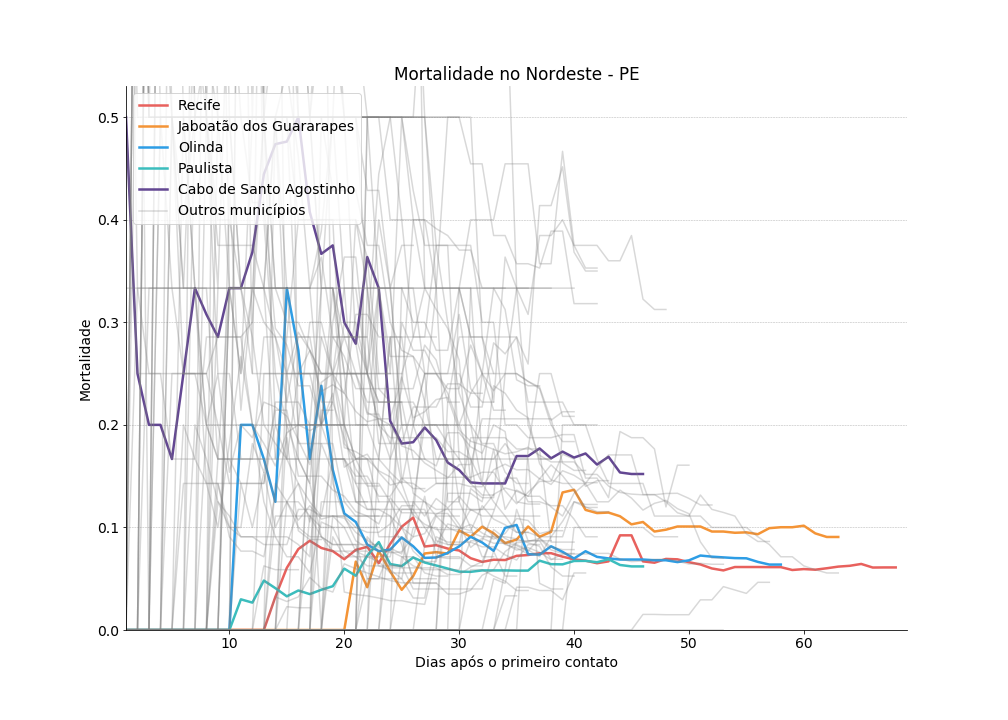 Mortalidade no Nordeste - PE
Recife
Jaboatão dos Guararapes
Olinda
Paulista
Cabo de Santo Agostinho
Outros municípios
Mortalidade
0.5
0.4
0.3
0.2
0.1
0.0
10 20 30 40 50 60
Dias após o primeiro contato